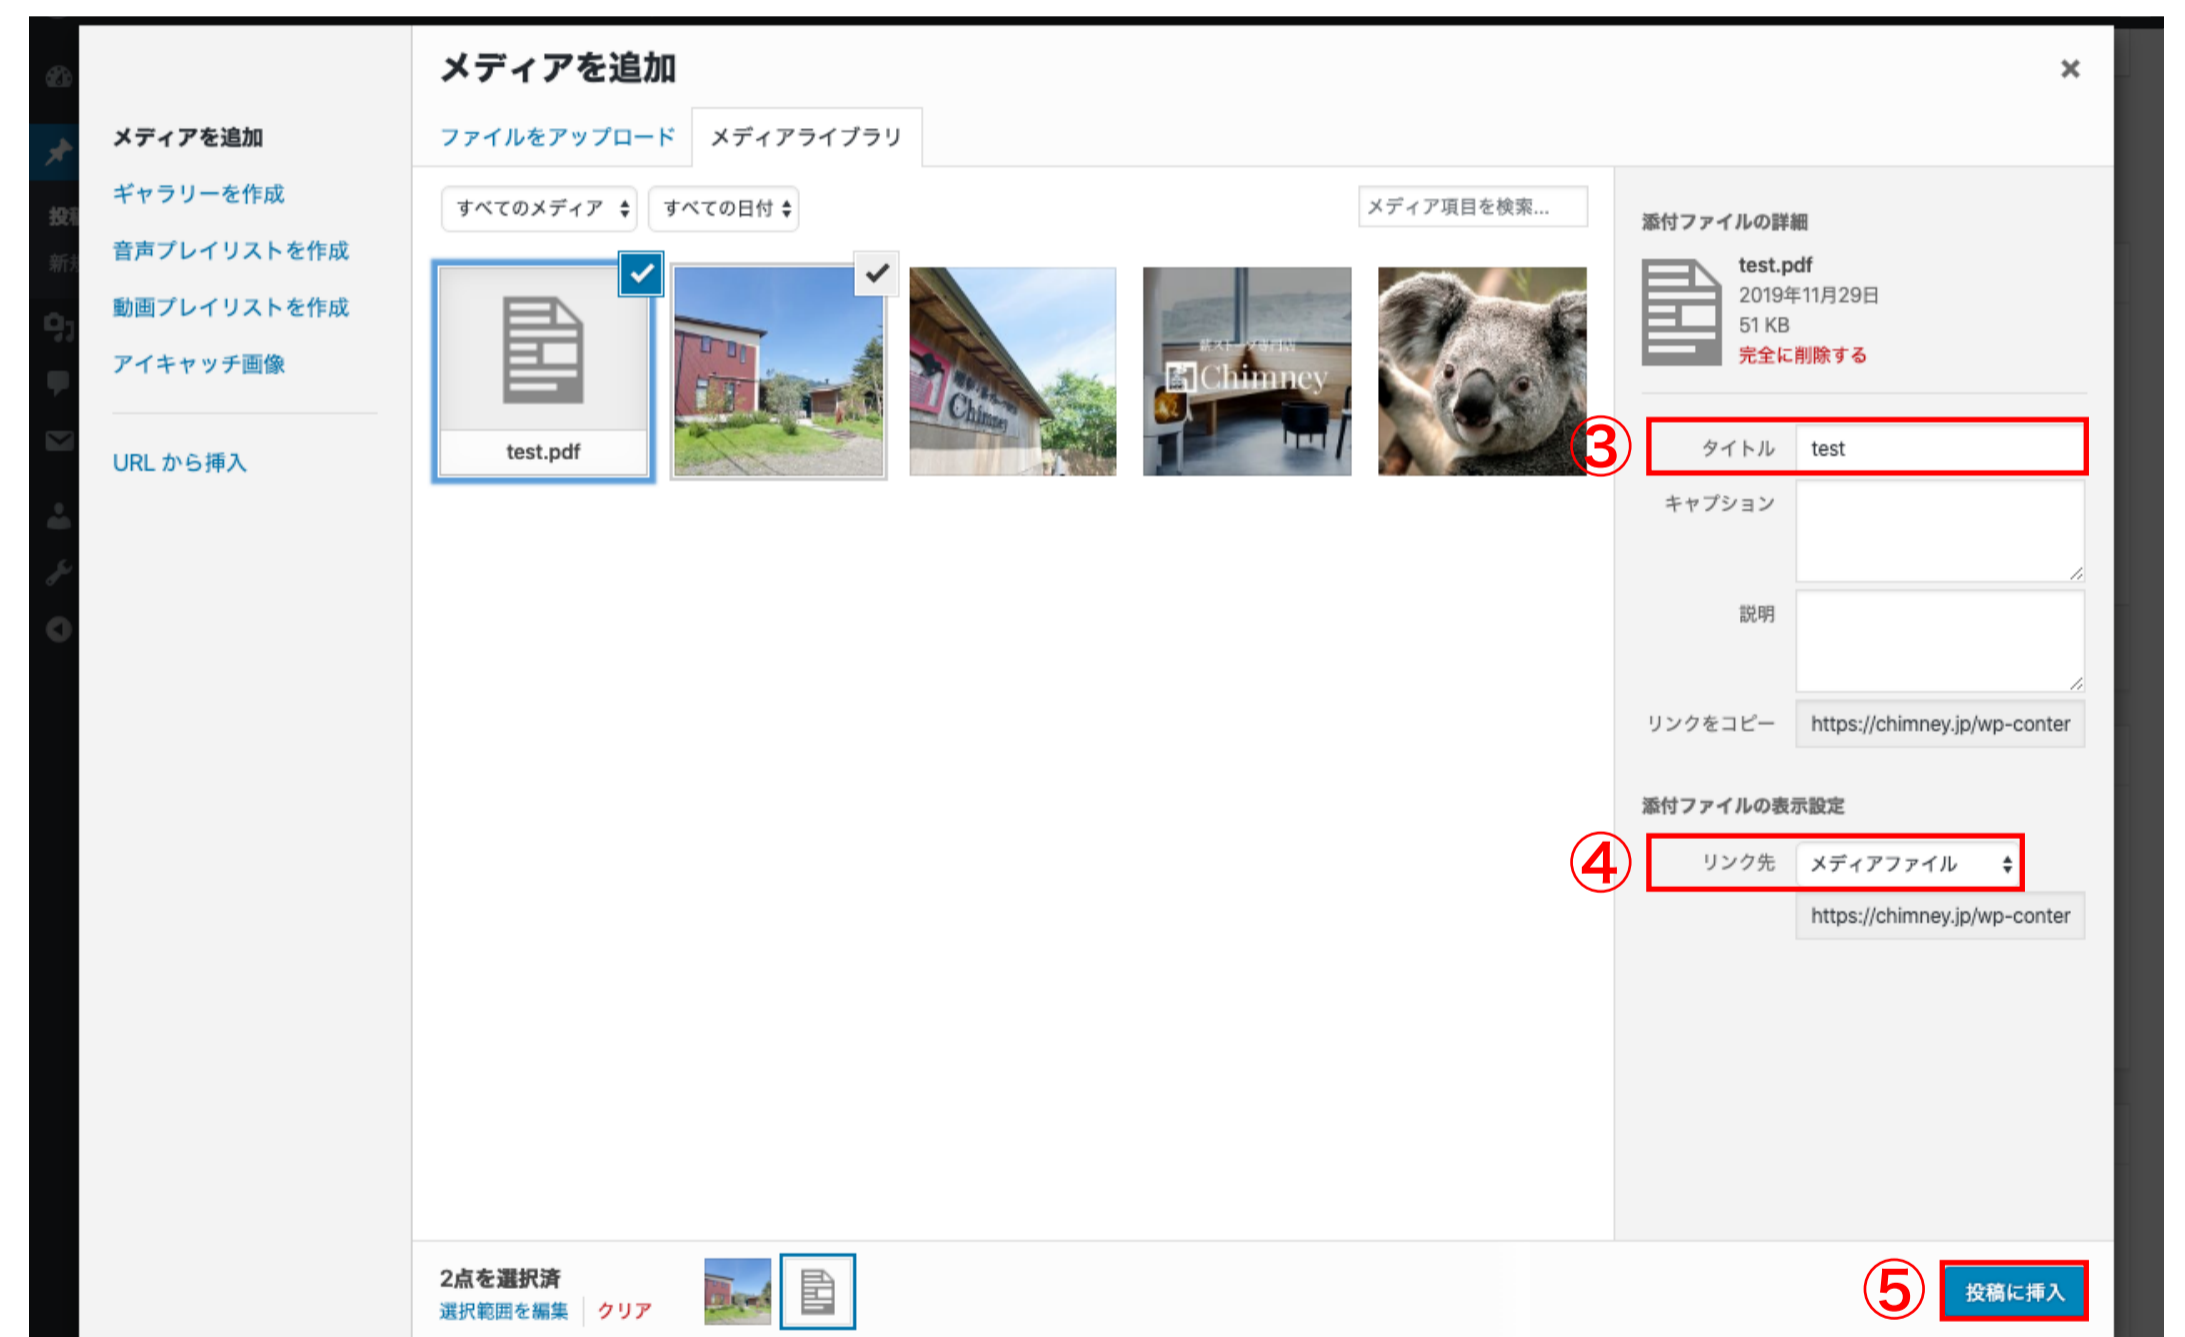 メディアを追加
メディアを追加
ギャラリーを作成
音声プレイリストを作成
動画プレイリストを作成
アイキャッチ画像
URL から挿入
ファイルをアップロード
メディアライブラリ
すべてのメディア
すべての日付
メディア項目を検索...
test.pdf
Chimney
Chimney
添付ファイルの詳細
test.pdf
2019年11月29日
51 KB
完全に削除する
③
タイトル test
キャプション
説明
リンクをコピー https://chimney.jp/wp-conter
添付ファイルの表示設定
④
リンク先 メディアファイル
https://chimney.jp/wp-conter
2点を選択済
選択範囲を編集 クリア
⑤
投稿に挿入